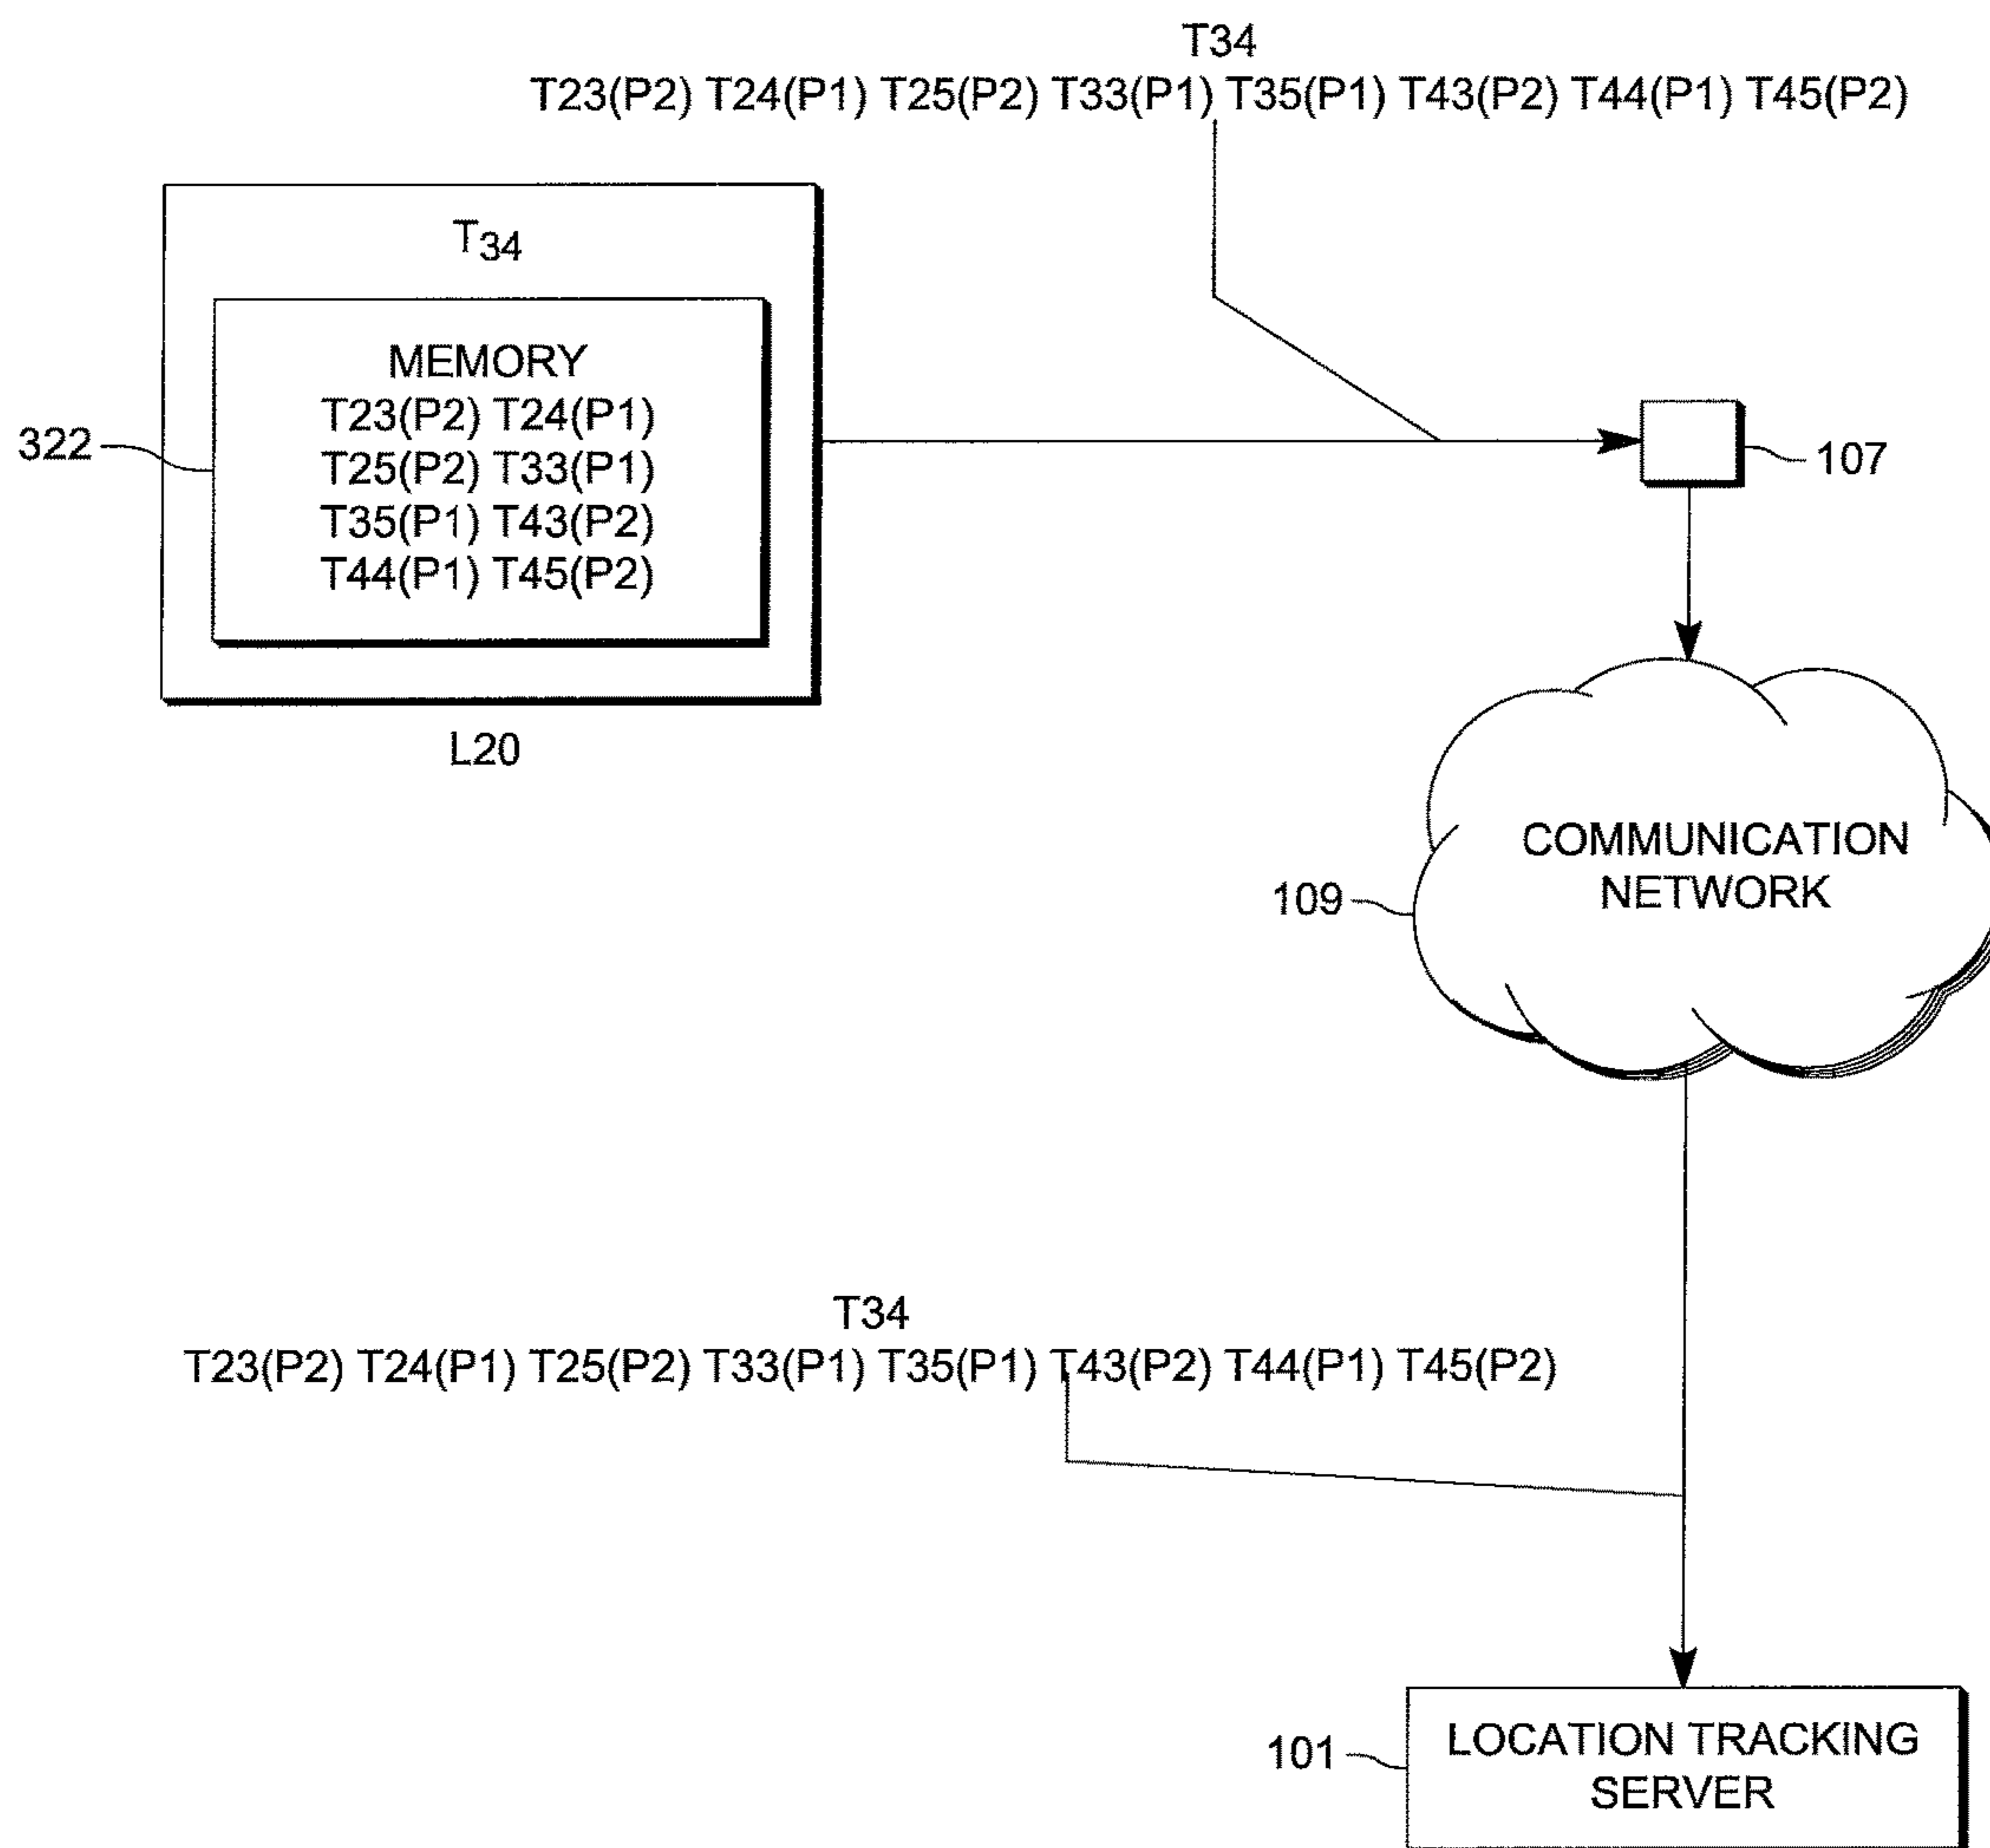 T34
T23(P2) T24(P1) T25(P2) T33(P1) T35(P1) T43(P2) T44(P1) T45(P2)
T34
MEMORY
T23(P2) T24(P1)
T25(P2) T33(P1)
T35(P1) T43(P2)
T44(P1) T45(P2)
322
107
L20
COMMUNICATION
NETWORK
109
T34
T23(P2) T24(P1) T25(P2) T33(P1) T35(P1) T43(P2) T44(P1) T45(P2)
101
LOCATION TRACKING
SERVER